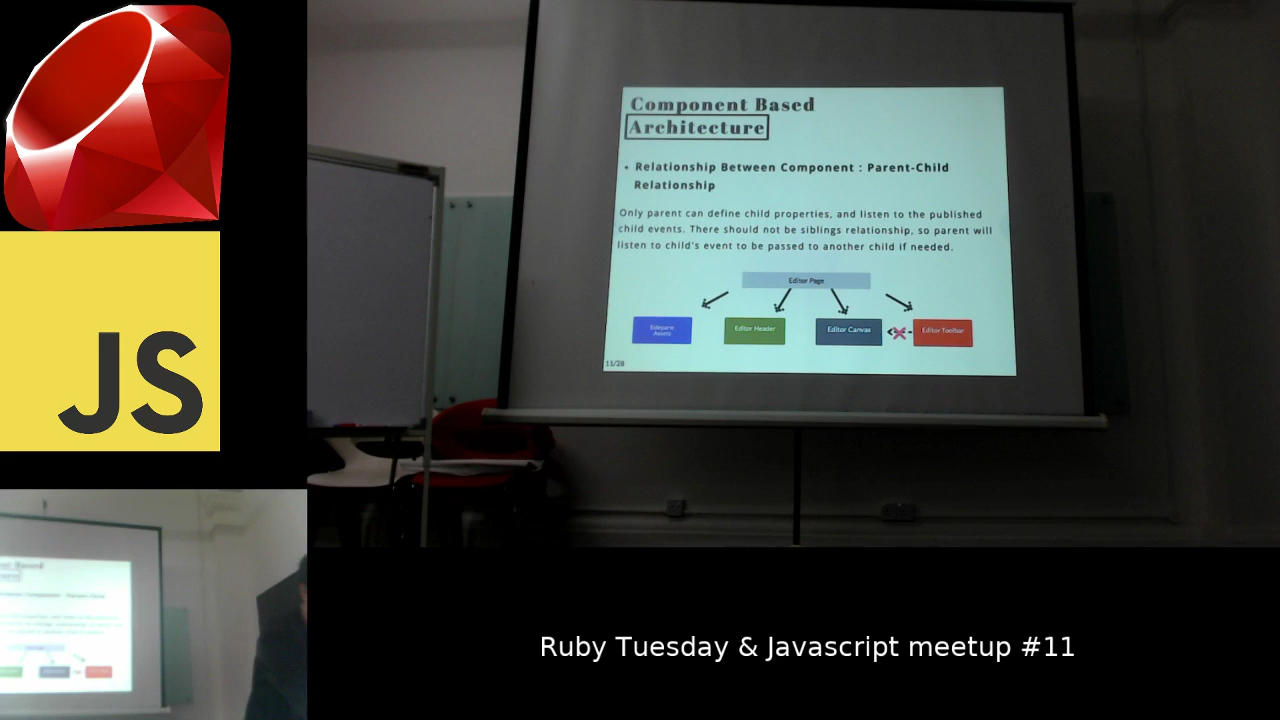 JS
Component Based
Architecture
• Relationship Between Component : Parent-Child
Relationship
Only parent can define child properties, and listen to the published
child events. There should not be siblings relationship, so parent will
listen to child's event to be passed to another child if needed.
Editor Page
Assets
Editor Header
Editor Canvas
Editor Toolbar
11/28
Ruby Tuesday & Javascript meetup #11